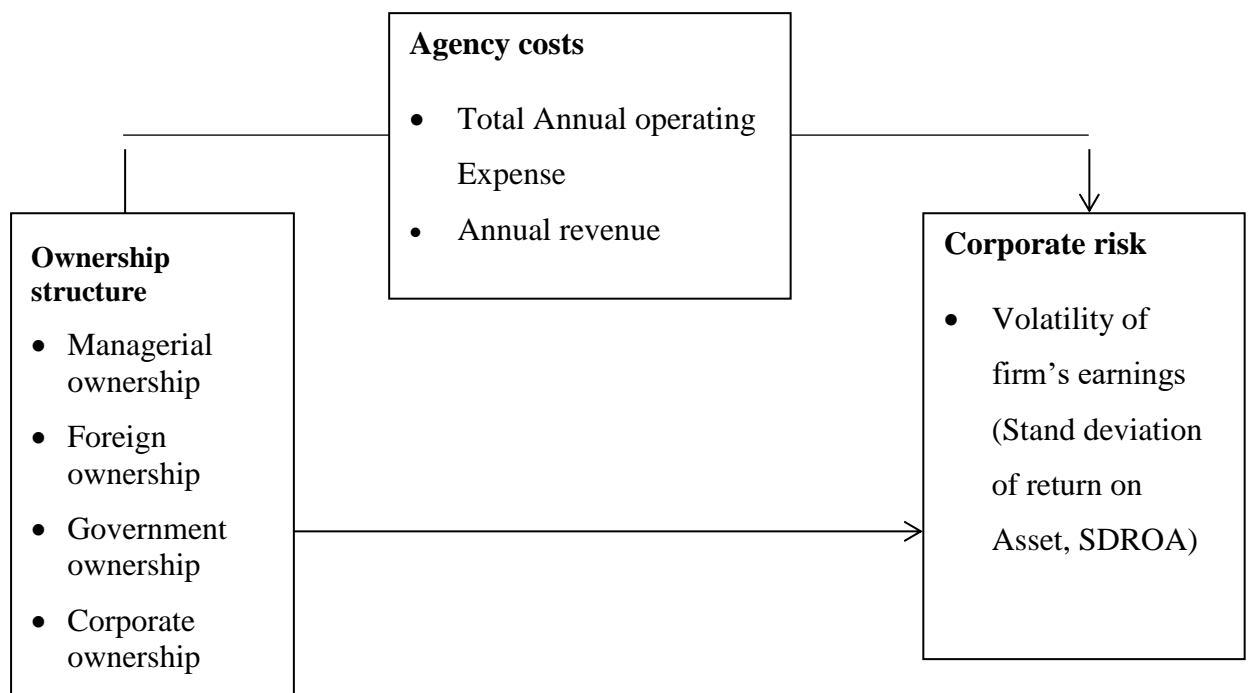 Agency costs
• Total Annual operating
Expense
• Annual revenue
Ownership
structure
• Managerial
ownership
• Foreign
ownership
• Government
ownership
• Corporate
ownership
Corporate risk
• Volatility of
firm’s earnings
(Stand deviation
of return on
Asset, SDROA)